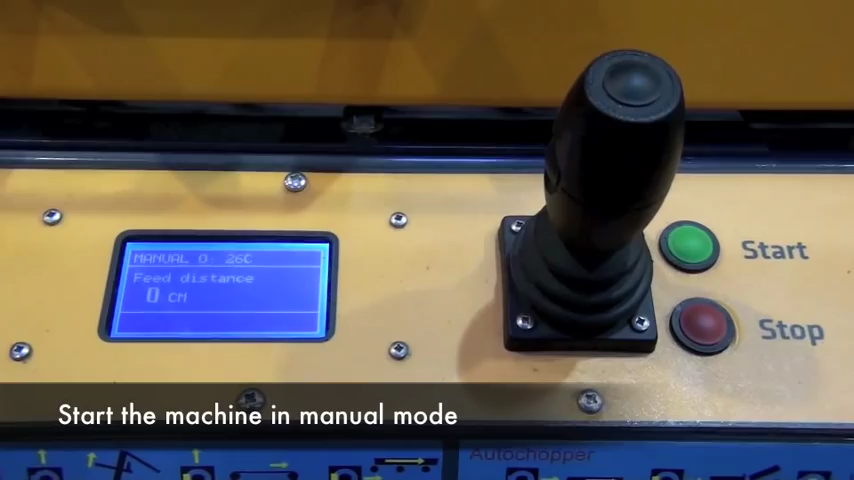 MANUAL 0: 26C
Feed distance
0 CM
Start
Stop
Start the machine in manual mode
Autochopper